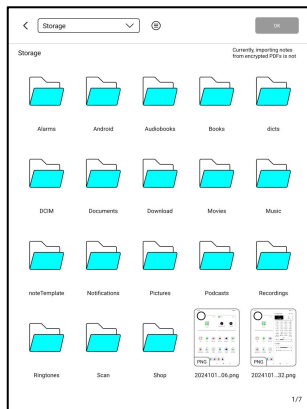 Storage
OK
Storage
Currently, importing notes
from encrypted PDFs is not
Alarms
Android
Audiobooks
Books
dicts
DCIM
Documents
Download
Movies
Music
noteTemplate
Notifications
Pictures
Podcasts
Recordings
PNG
PNG
Ringtones
Scan
Shop
2024101...06.png
2024101...32.png
1/7